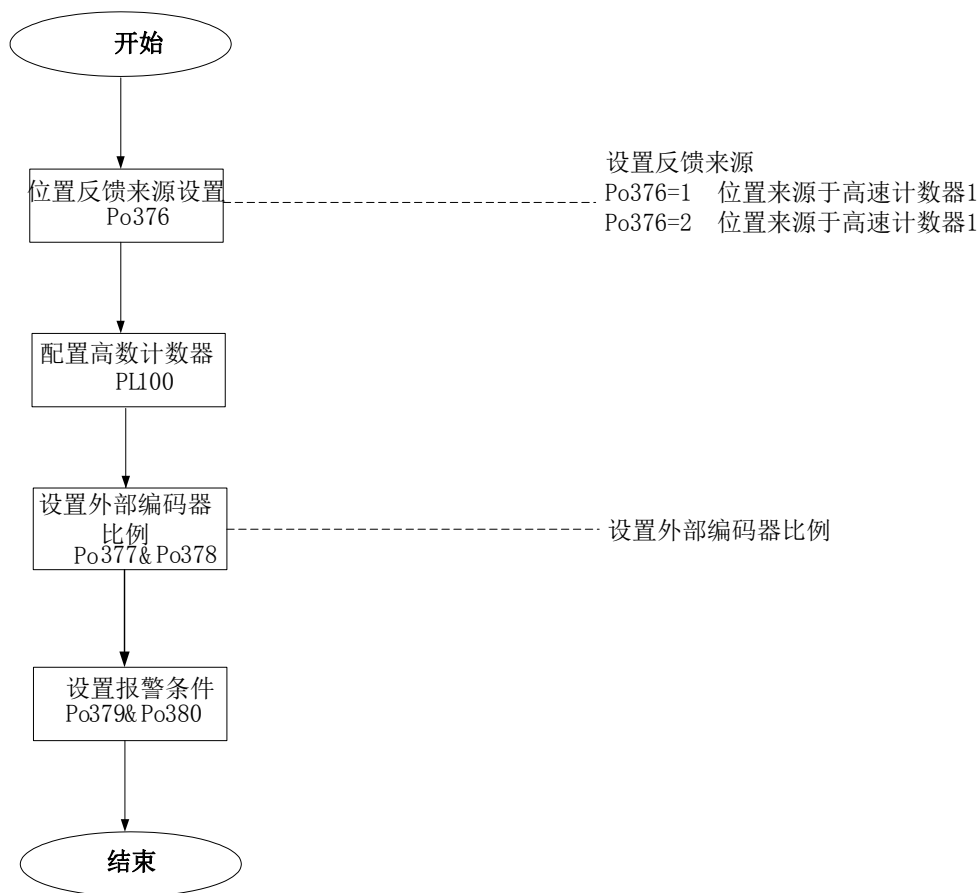 开始
位置反馈来源设置
Po376
设置反馈来源
Po376=1 位置来源于高速计数器1
Po376=2 位置来源于高速计数器1
配置高数计数器
PL100
设置外部编码器
比例
Po377&Po378
设置外部编码器比例
设置报警条件
Po379&Po380
结束